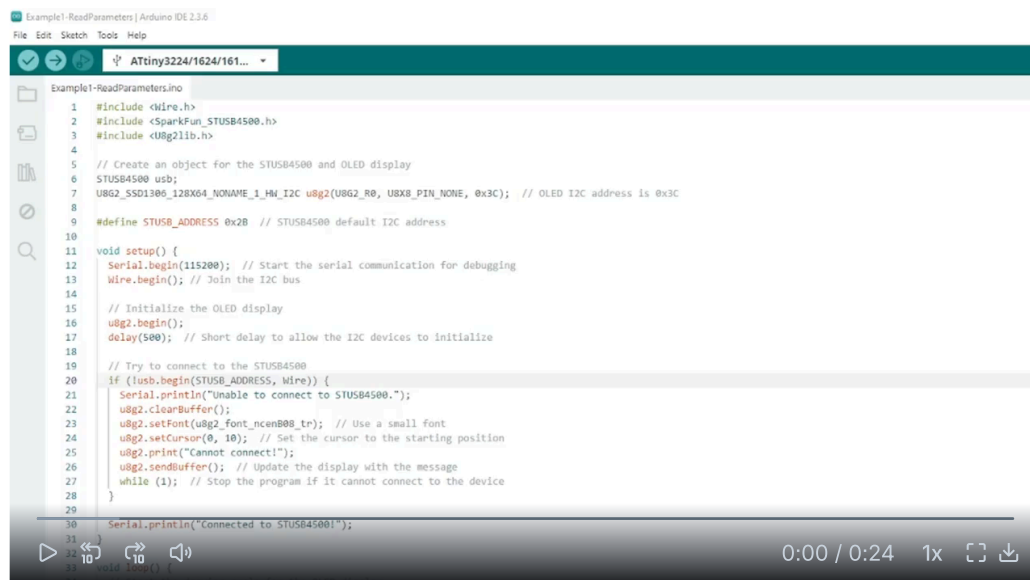 Example1-ReadParameters | Arduino IDE 2.3.6
File Edit Sketch Tools Help
ATtiny3224/1624/161...
Example1-ReadParameters.ino
1 #include <Wire.h>
2 #include <SparkFun_STUSB4500.h>
3 #include <U8g2lib.h>
4
5 // Create an object for the STUSB4500 and OLED display
6 STUSB4500 usb;
7 U8G2_SSD1306_128X64_NONAME_1_HW_I2C u8g2(U8G2_R0, U8X8_PIN_NONE, 0x3C); // OLED I2C address is 0x3C
8
9 #define STUSB_ADDRESS 0x2B // STUSB4500 default I2C address
10
11 void setup() {
12 Serial.begin(115200); // Start the serial communication for debugging
13 Wire.begin(); // Join the I2C bus
14
15 // Initialize the OLED display
16 u8g2.begin();
17 delay(500); // Short delay to allow the I2C devices to initialize
18
19 // Try to connect to the STUSB4500
20 if (!usb.begin(STUSB_ADDRESS, Wire)) {
21 Serial.println("Unable to connect to STUSB4500.");
22 u8g2.clearBuffer();
23 u8g2.setFont(u8g2_font_ncenB08_tr); // Use a small font
24 u8g2.setCursor(0, 10); // Set the cursor to the starting position
25 u8g2.print("Cannot connect!");
26 u8g2.sendBuffer(); // Update the display with the message
27 while (1); // Stop the program if it cannot connect to the device
28 }
29
30 Serial.println("Connected to STUSB4500!");
31 }
32
33 void loop() {
10 10 0:00 / 0:24 1x